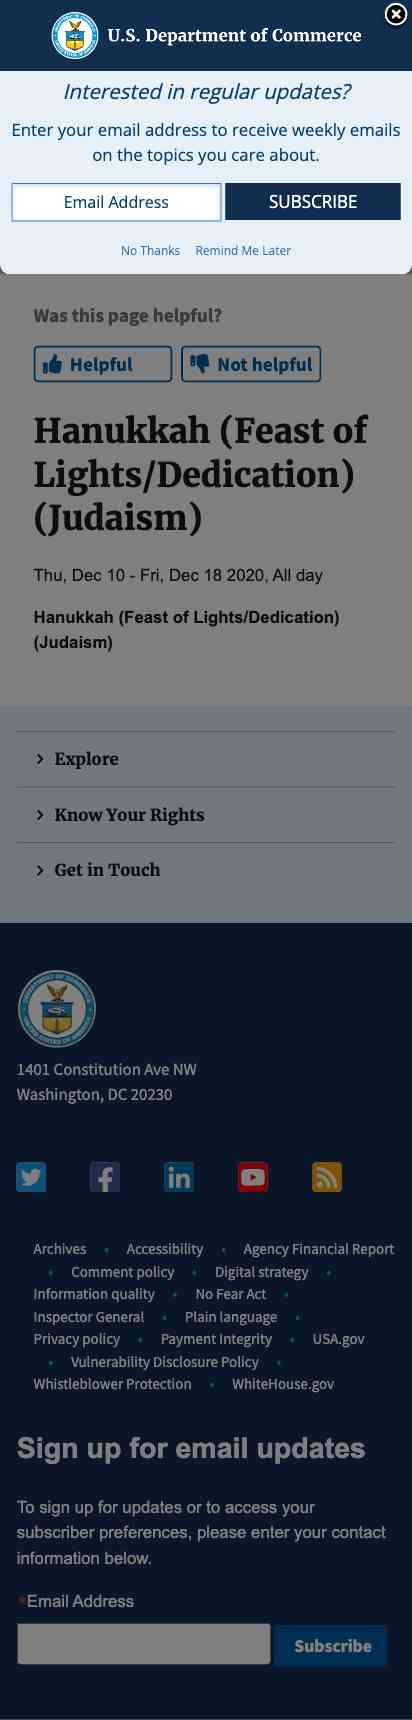 U.S. Department of Commerce
Interested in regular updates?
Enter your email address to receive weekly emails
on the topics you care about.
Email Address
SUBSCRIBE
No Thanks Remind Me Later
Was this page helpful?
Helpful
Not helpful
Hanukkah (Feast of
Lights/Dedication)
(Judaism)
Thu, Dec 10 - Fri, Dec 18 2020, All day
Hanukkah (Feast of Lights/Dedication)
(Judaism)
Explore
Know Your Rights
Get in Touch
1401 Constitution Ave NW
Washington, DC 20230
Archives • Accessibility • Agency Financial Report
• Comment policy • Digital strategy •
Information quality • No Fear Act •
Inspector General • Plain language •
Privacy policy • Payment Integrity • USA.gov
• Vulnerability Disclosure Policy •
Whistleblower Protection • WhiteHouse.gov
Sign up for email updates
To sign up for updates or to access your
subscriber preferences, please enter your contact
information below.
*Email Address
Subscribe